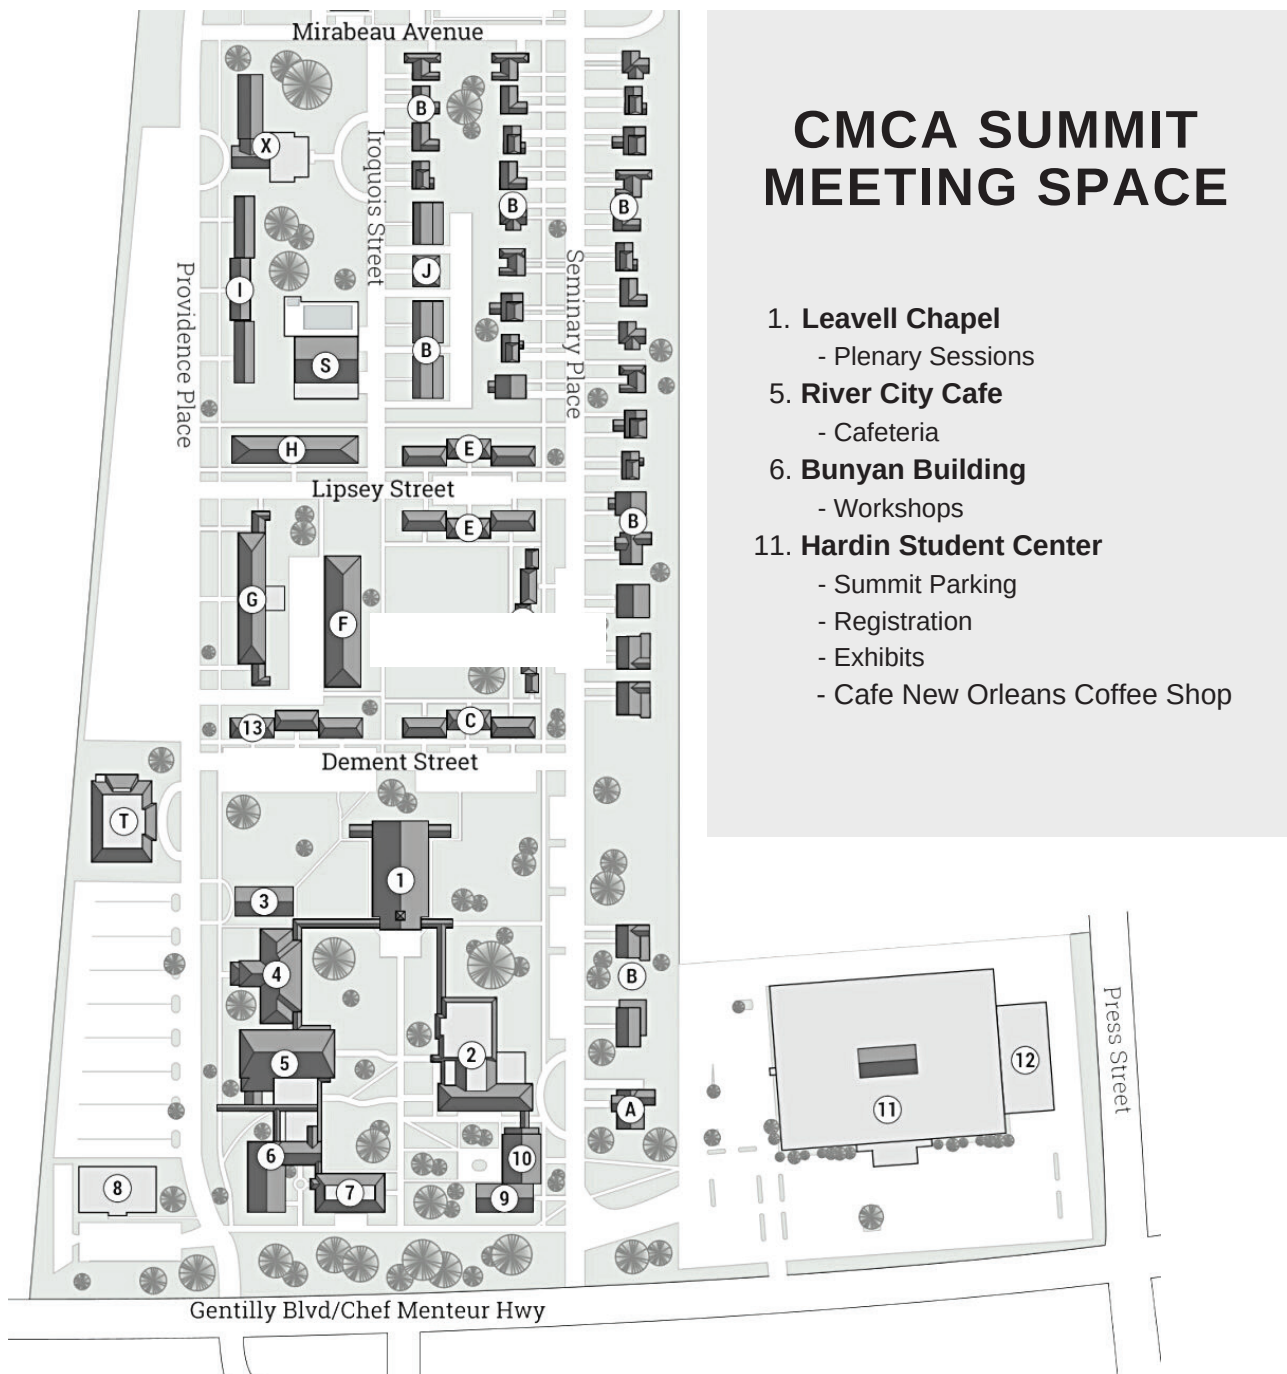 Mirabeau Avenue
CMCA SUMMIT
MEETING SPACE
1. Leavell Chapel
- Plenary Sessions
5. River City Cafe
- Cafeteria
6. Bunyan Building
- Workshops
11. Hardin Student Center
- Summit Parking
- Registration
- Exhibits
- Cafe New Orleans Coffee Shop
B
X
Iroquois Street
B
B
Seminary Place
J
I
Providence Place
B
S
H
E
Lipsey Street
E
B
G
F
13
C
Dement Street
T
1
3
4
B
2
5
Press Street
12
11
A
6
10
7
8
9
Gentilly Blvd/Chef Menteur Hwy